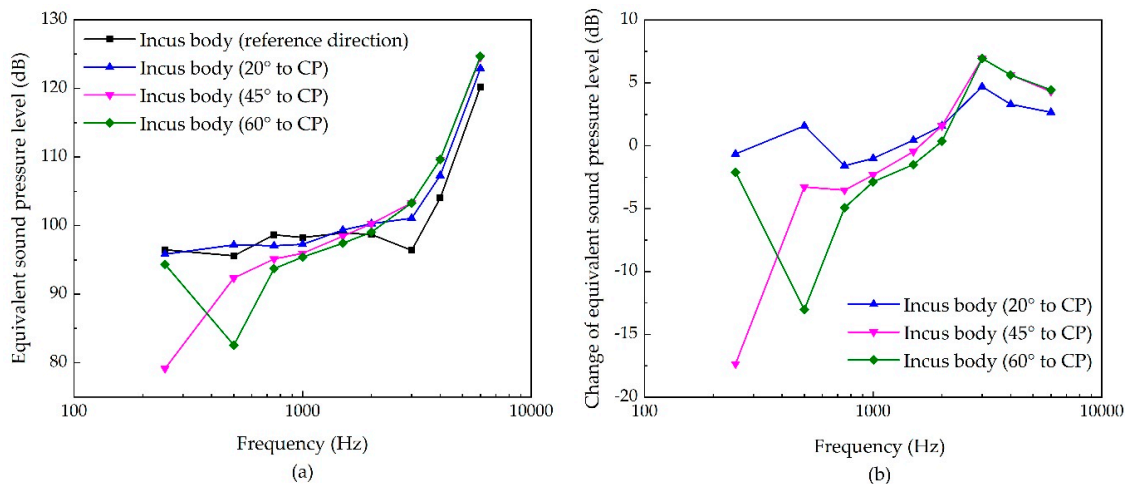 130
120
110
100
90
80
100
1000
10000
Equivalent sound pressure level (dB)
Frequency (Hz)
Incus body (reference direction)
Incus body (20° to CP)
Incus body (45° to CP)
Incus body (60° to CP)
(a)
10
5
0
-5
-10
-15
-20
100
1000
10000
Change of equivalent sound pressure level (dB)
Frequency (Hz)
Incus body (20° to CP)
Incus body (45° to CP)
Incus body (60° to CP)
(b)